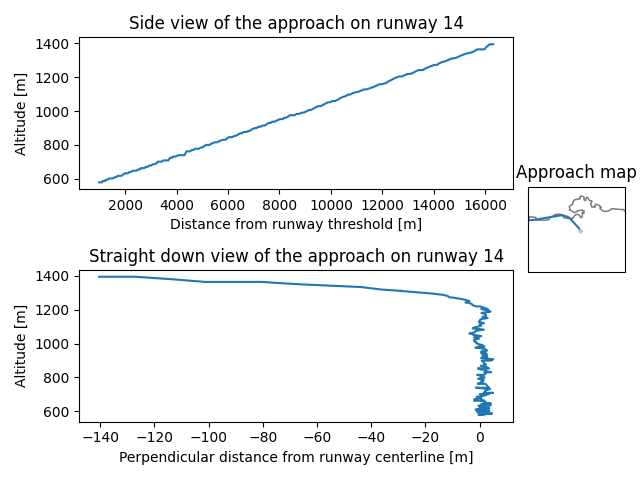 Side view of the approach on runway 14
Altitude [m]
1400
1200
1000
800
600
2000 4000 6000 8000 10000 12000 14000 16000
Distance from runway threshold [m]
Approach map
Straight down view of the approach on runway 14
Altitude [m]
1400
1200
1000
800
600
−140 −120 −100 −80 −60 −40 −20 0
Perpendicular distance from runway centerline [m]